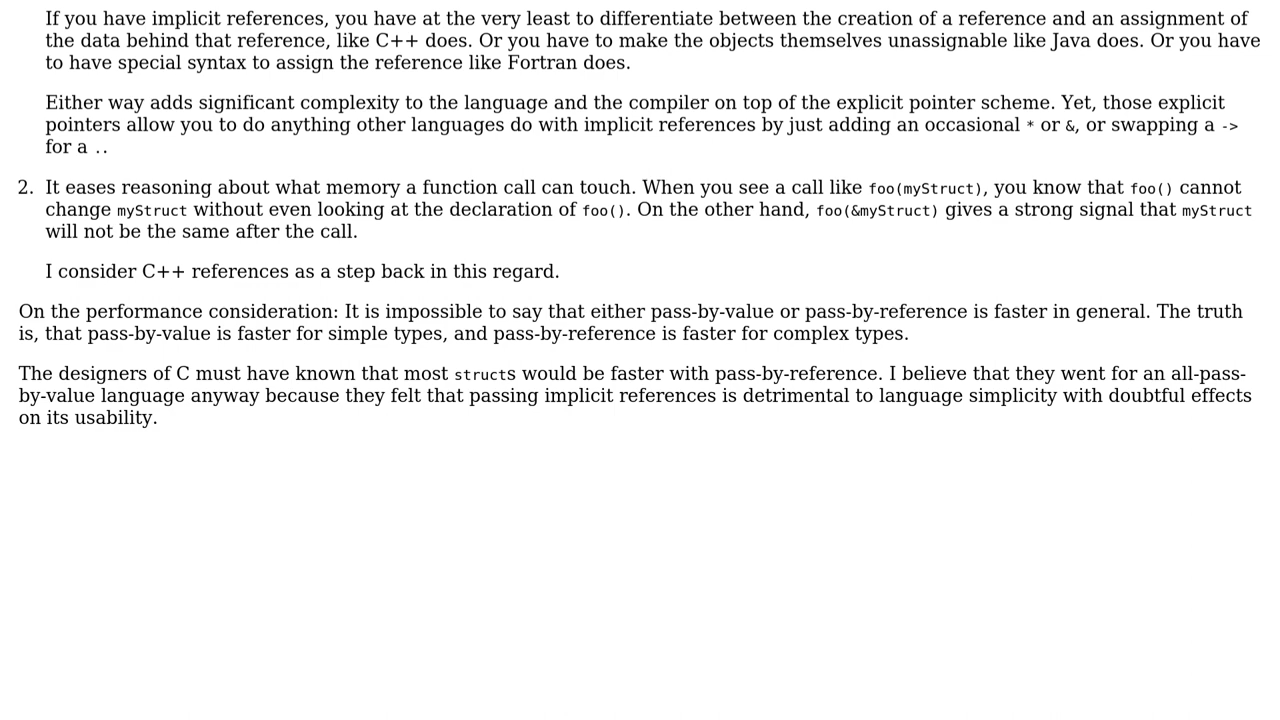 If you have implicit references, you have at the very least to differentiate between the creation of a reference and an assignment of
the data behind that reference, like C++ does. Or you have to make the objects themselves unassignable like Java does. Or you have
to have special syntax to assign the reference like Fortran does.
Either way adds significant complexity to the language and the compiler on top of the explicit pointer scheme. Yet, those explicit
pointers allow you to do anything other languages do with implicit references by just adding an occasional * or &, or swapping a ->
for a ..
2. It eases reasoning about what memory a function call can touch. When you see a call like foo(myStruct), you know that foo() cannot
change myStruct without even looking at the declaration of foo(). On the other hand, foo(&myStruct) gives a strong signal that myStruct
will not be the same after the call.
I consider C++ references as a step back in this regard.
On the performance consideration: It is impossible to say that either pass-by-value or pass-by-reference is faster in general. The truth
is, that pass-by-value is faster for simple types, and pass-by-reference is faster for complex types.
The designers of C must have known that most structs would be faster with pass-by-reference. I believe that they went for an all-pass-
by-value language anyway because they felt that passing implicit references is detrimental to language simplicity with doubtful effects
on its usability.